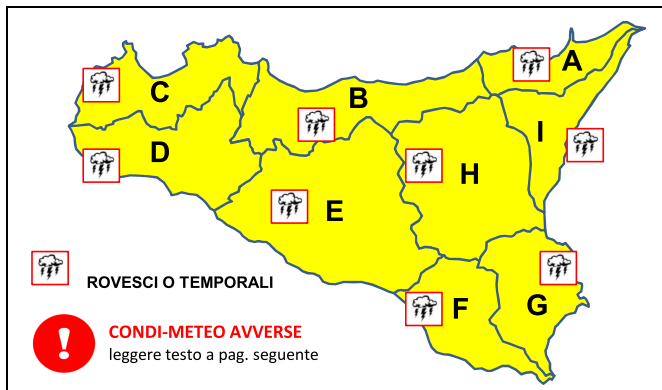 A
B
C
I
D
H
E
ROVESCI O TEMPORALI
F
G
CONDI-METEO AVVERSE
leggere testo a pag. seguente